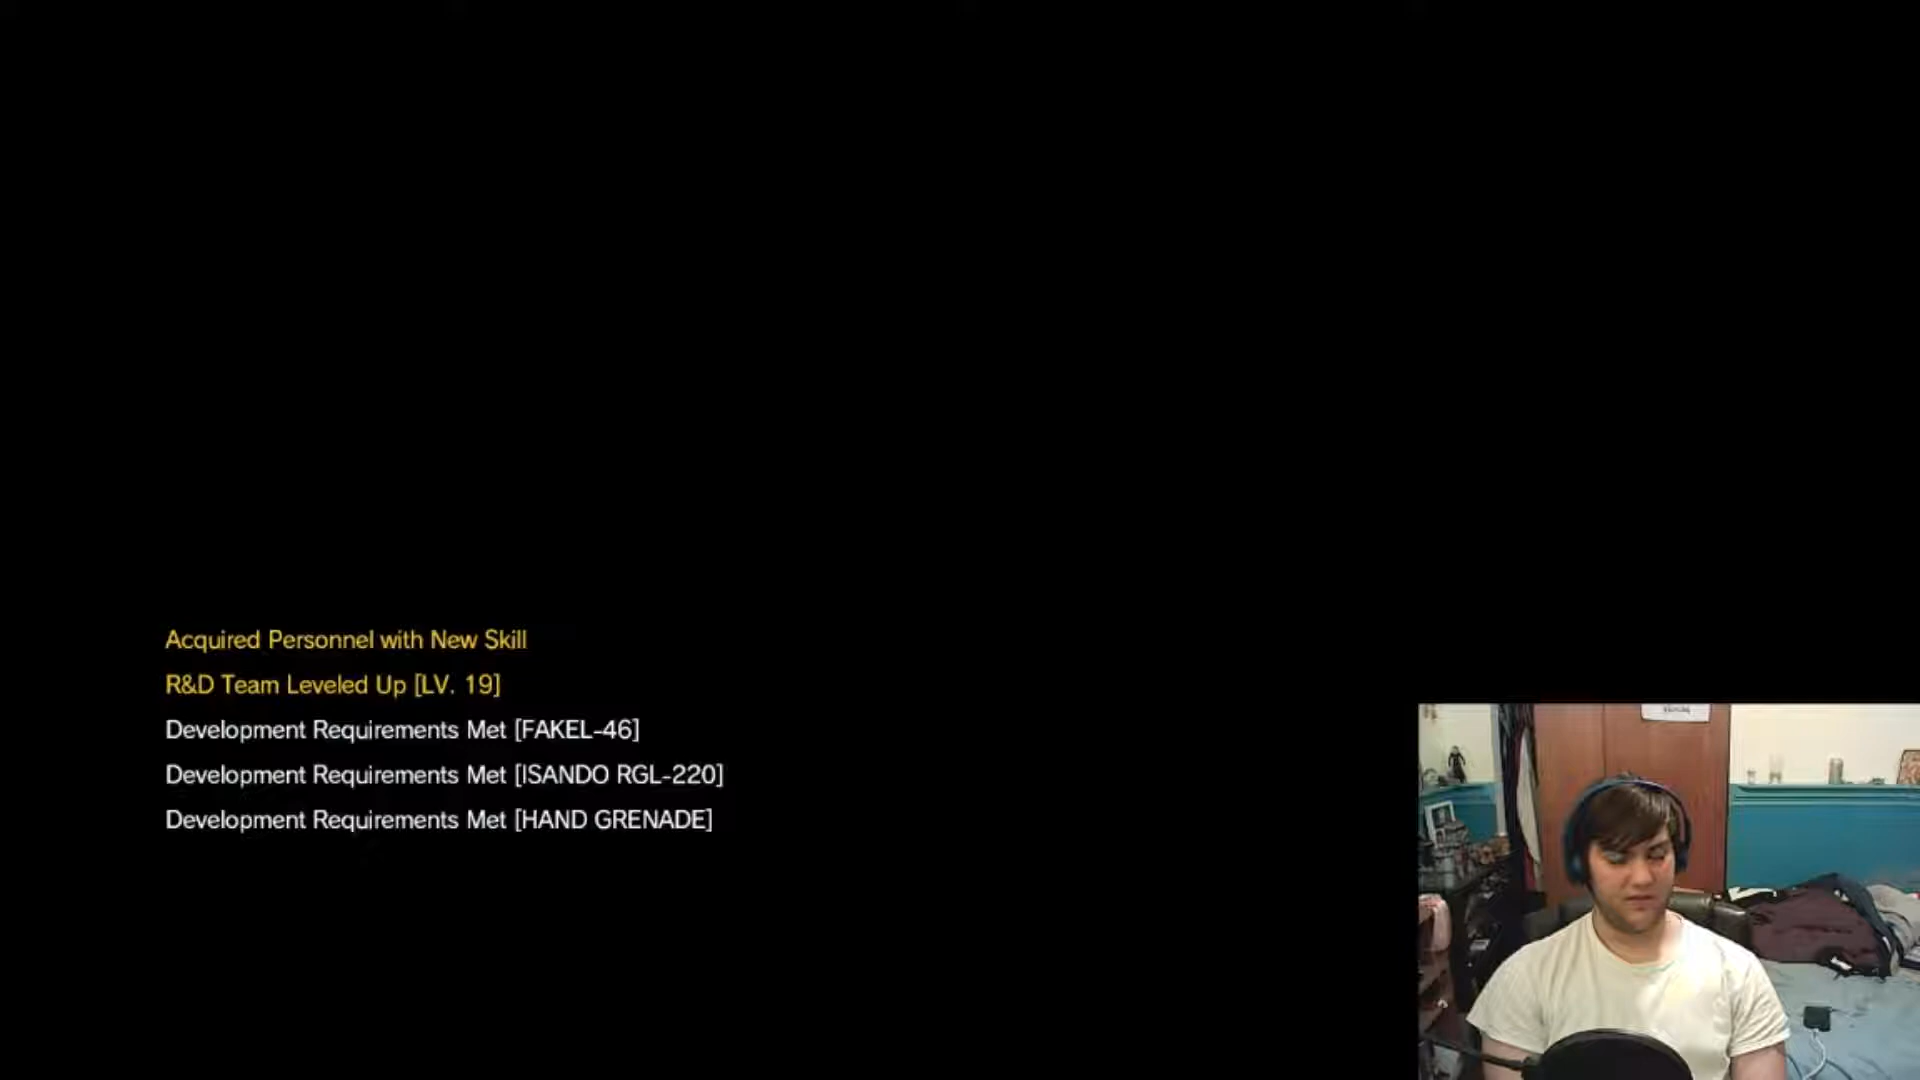 Acquired Personnel with New Skill
R&D Team Leveled Up [LV. 19]
Development Requirements Met [FAKEL-46]
Development Requirements Met [ISANDO RGL-220]
Development Requirements Met [HAND GRENADE]